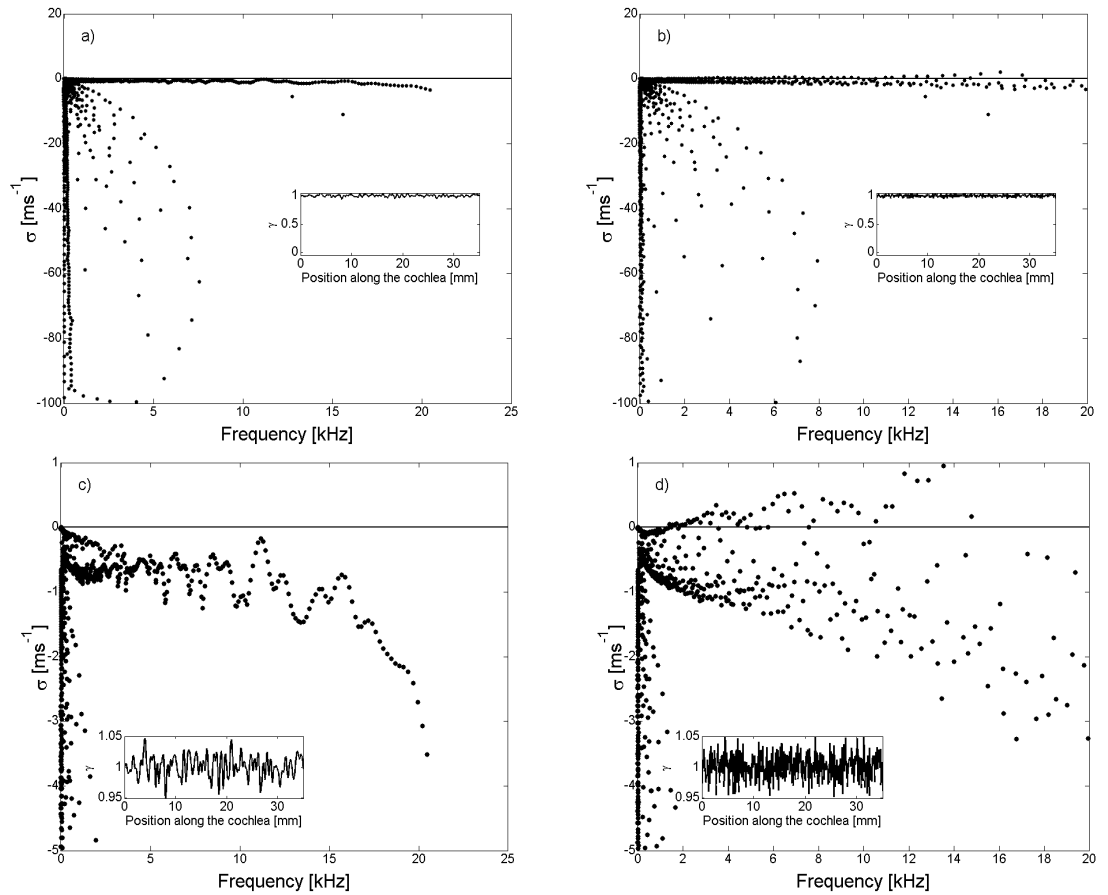 a)
20
0
-20
-40
-60
-80
-100
σ [ms⁻¹]
0 5 10 15 20 25
Frequency [kHz]
1
0.5
0
γ
0 10 20 30
Position along the cochlea [mm]
b)
20
0
-20
-40
-60
-80
-100
σ [ms⁻¹]
0 2 4 6 8 10 12 14 16 18 20
Frequency [kHz]
1
0.5
0
γ
0 10 20 30
Position along the cochlea [mm]
c)
1
0
-1
-2
-3
-4
-5
σ [ms⁻¹]
0 5 10 15 20 25
Frequency [kHz]
1.05
1
0.95
γ
0 10 20 30
Position along the cochlea [mm]
d)
1
0
-1
-2
-3
-4
-5
σ [ms⁻¹]
0 2 4 6 8 10 12 14 16 18 20
Frequency [kHz]
1.05
1
0.95
γ
0 10 20 30
Position along the cochlea [mm]